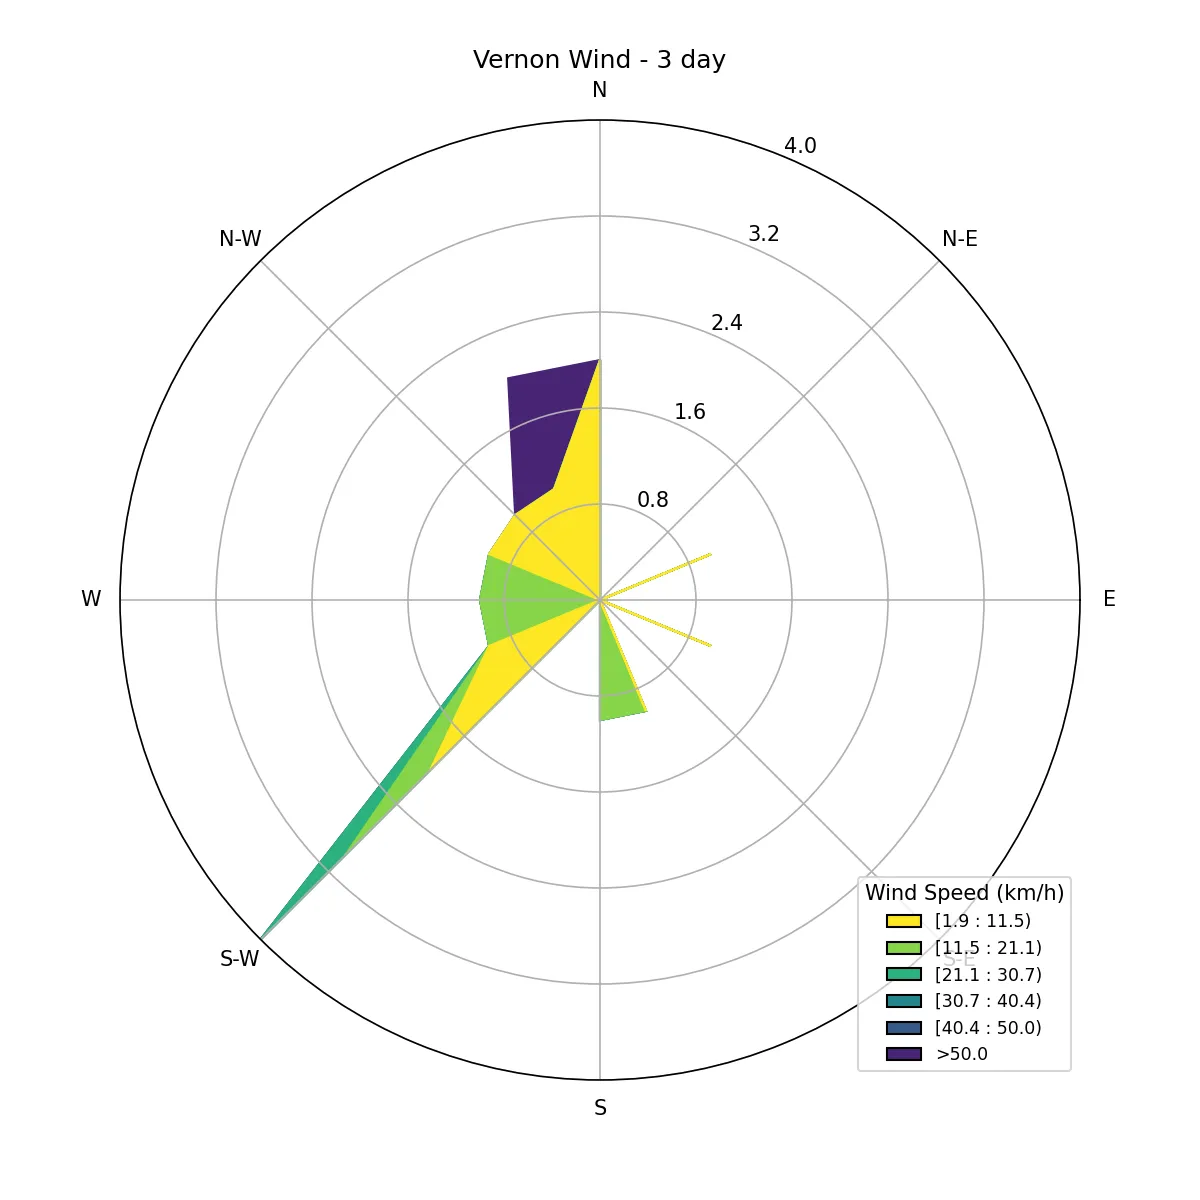 Vernon Wind - 3 day
N
4.0
N-W
N-E
3.2
2.4
1.6
0.8
W
E
Wind Speed (km/h)
[1.9 : 11.5)
[11.5 : 21.1)
S-W
S-E
[21.1 : 30.7)
[30.7 : 40.4)
[40.4 : 50.0)
>50.0
S